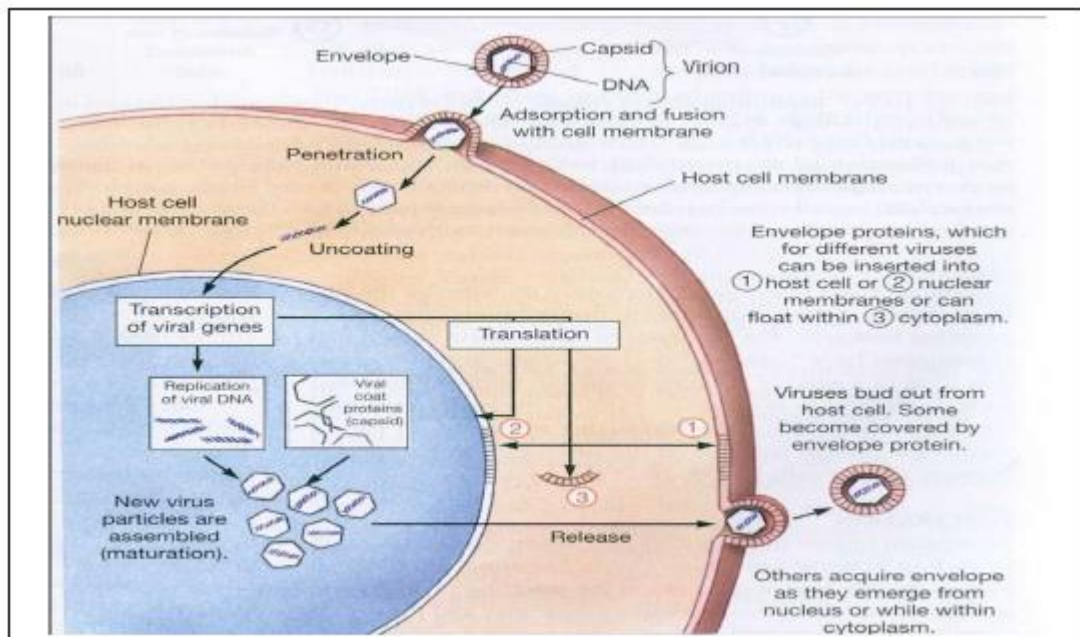 Envelope
Capsid
DNA
Virion
Adsorption and fusion
with cell membrane
Penetration
Host cell membrane
Host cell
nuclear membrane
Uncoating
Envelope proteins, which
for different viruses
can be inserted into
1 host cell or 2 nuclear
membranes or can
float within 3 cytoplasm.
Transcription
of viral genes
Translation
Replication
of viral DNA
Viral
coat
proteins
(capsid)
2
1
3
Viruses bud out from
host cell. Some
become covered by
envelope protein.
New virus
particles are
assembled
(maturation).
Release
Others acquire envelope
as they emerge from
nucleus or while within
cytoplasm.